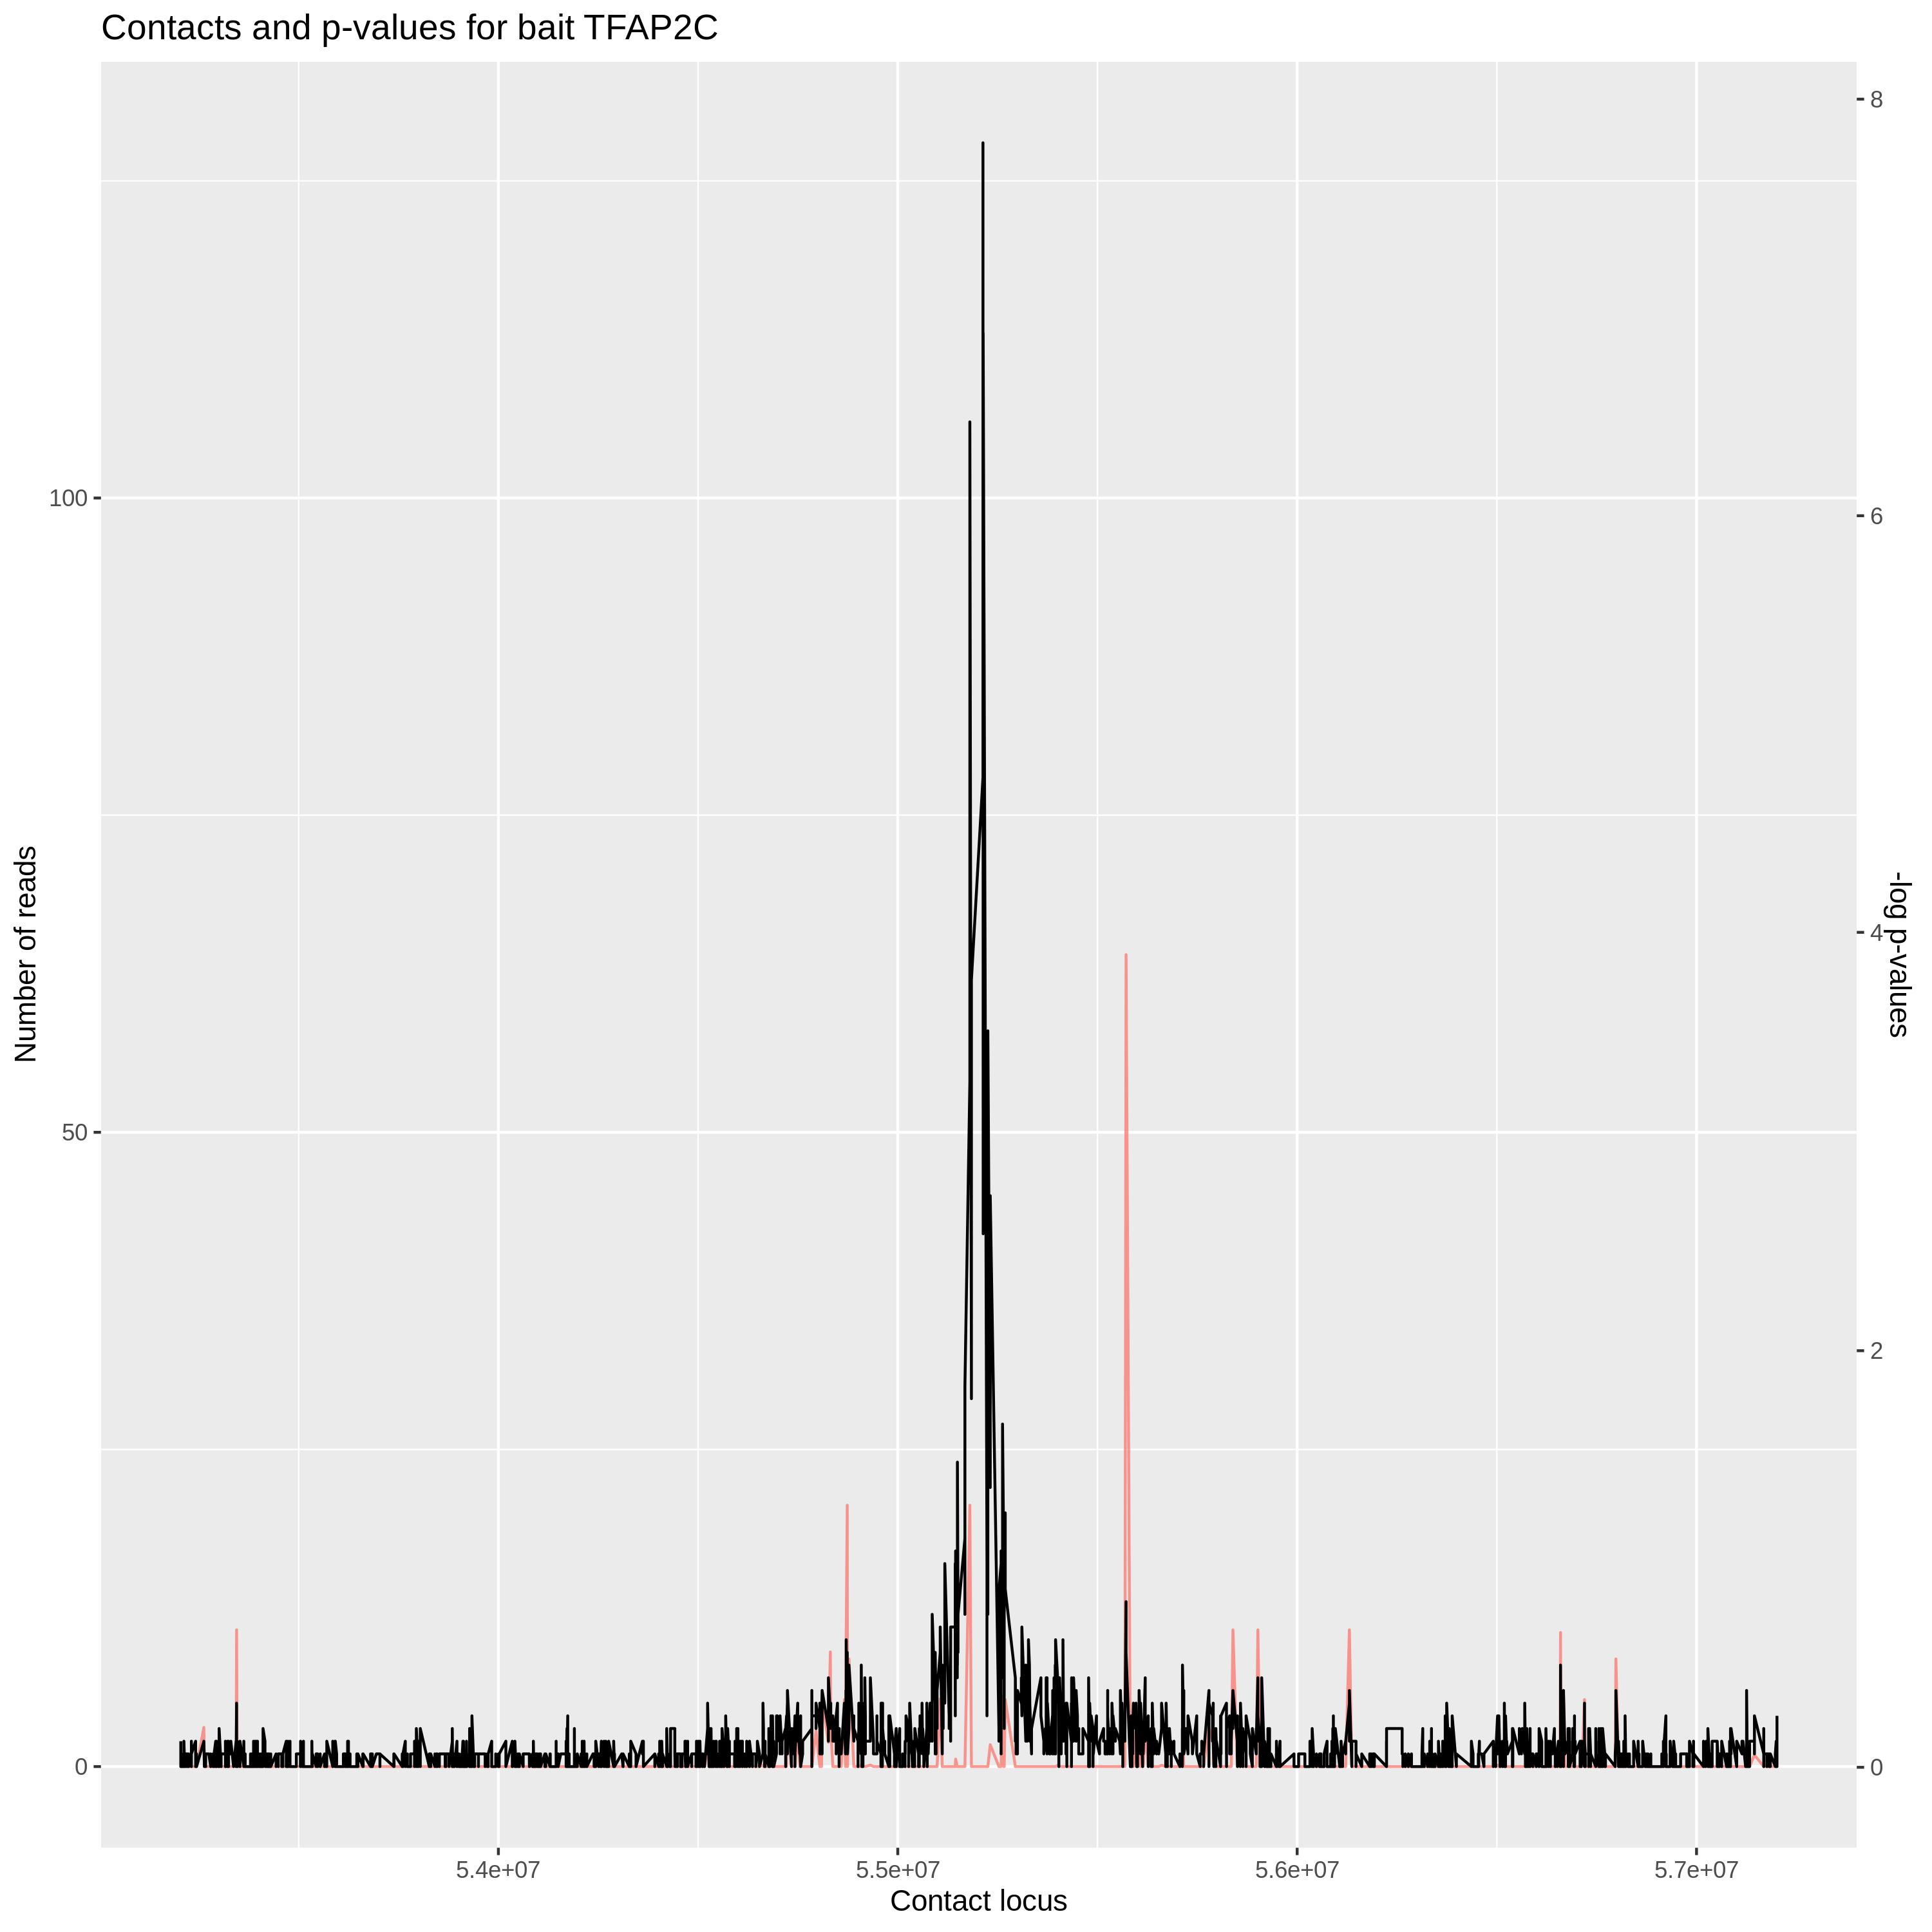 Contacts and p-values for bait TFAP2C
8
100
6
Number of reads
4
-log p-values
50
2
0
0
5.4e+07
5.5e+07
5.6e+07
5.7e+07
Contact locus